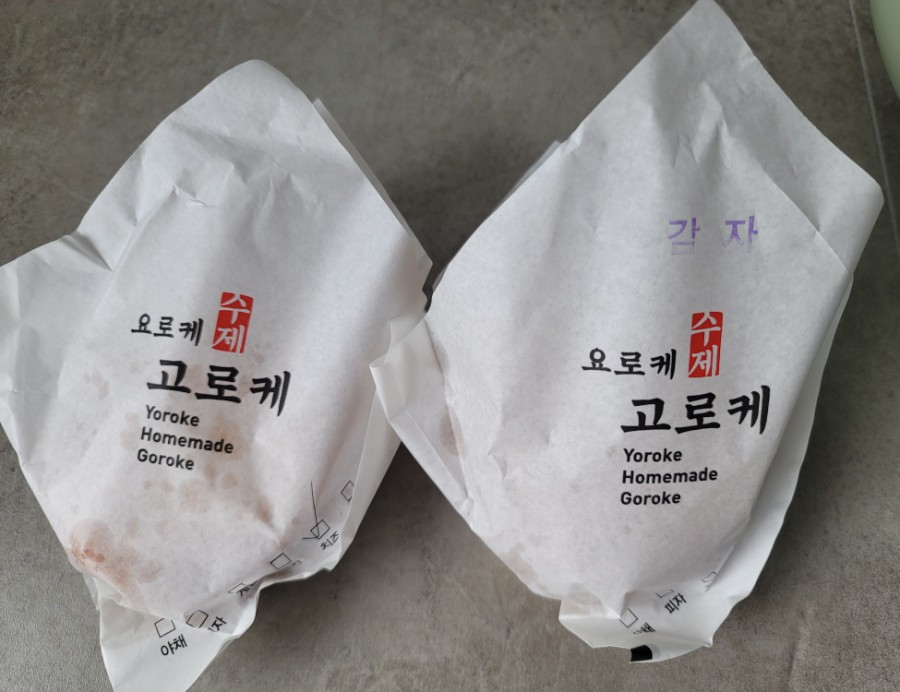 요로케 수제
고로케
Yoroke
Homemade
Goroke
야채
치즈
감자
요로케 수제
고로케
Yoroke
Homemade
Goroke
피자